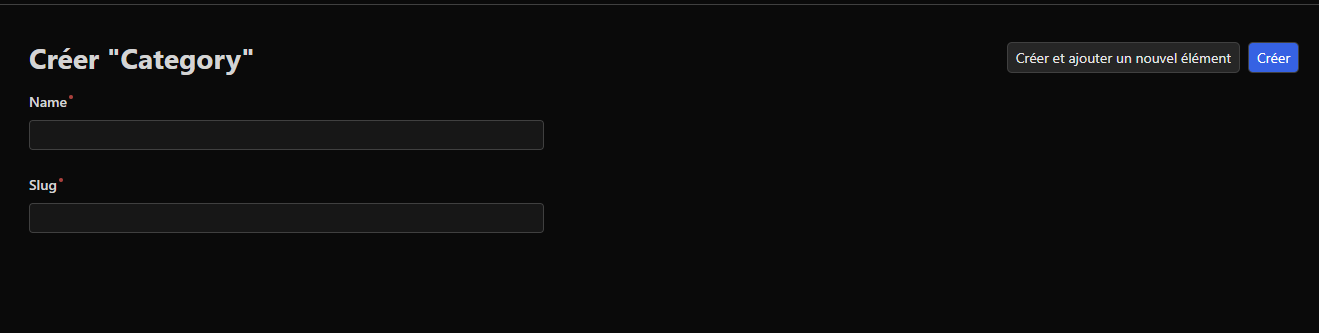 Créer "Category"
Créer et ajouter un nouvel élément
Créer
Name
Slug